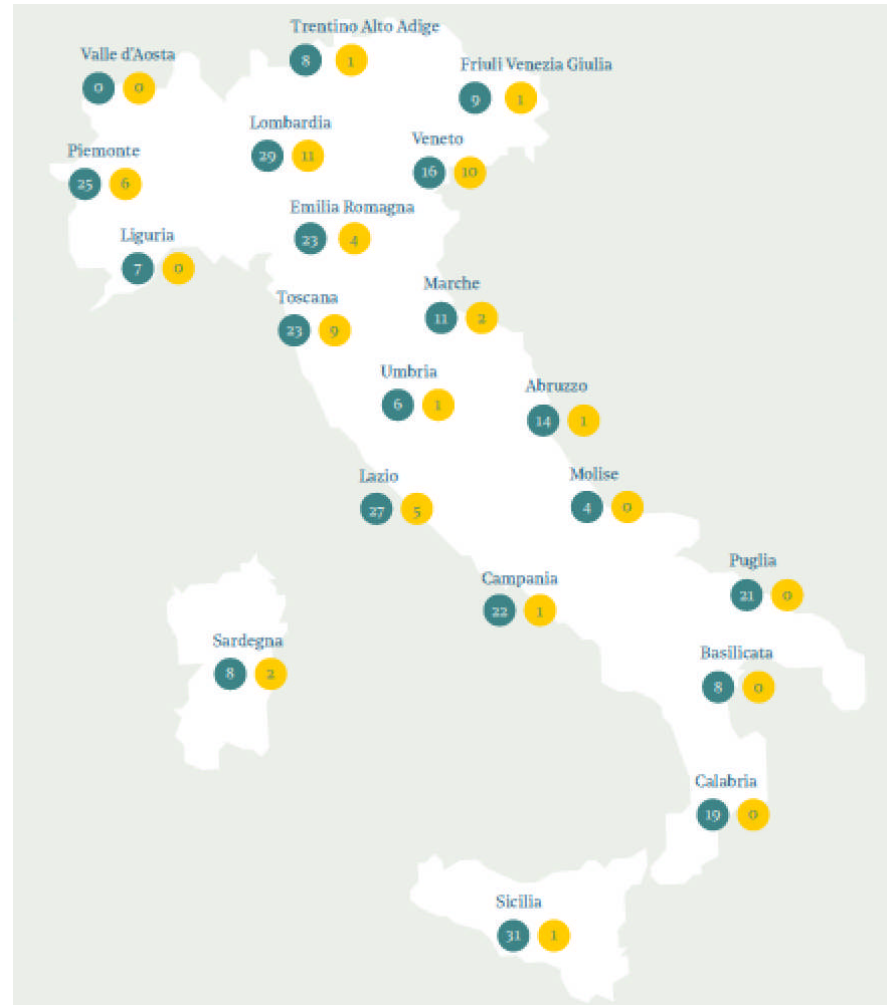 Trentino Alto Adige
8 1
Valle d'Aosta
0 0
Friuli Venezia Giulia
9 1
Lombardia
29 11
Veneto
16 10
Piemonte
25 6
Emilia Romagna
23 4
Liguria
7 0
Marche
11 2
Toscana
23 9
Umbria
6 1
Abruzzo
14 1
Lazio
27 5
Molise
4 0
Puglia
21 0
Campania
22 1
Sardegna
8 2
Basilicata
8 0
Calabria
19 0
Sicilia
31 1